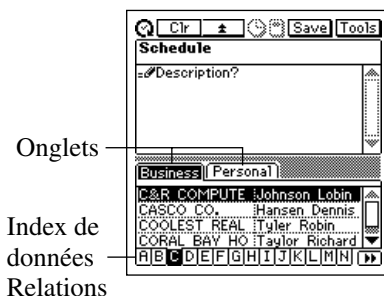 Clr Save Tools
Schedule
Description?
Onglets
Business Personal
C&R COMPUTE Johnson Lobin
CASCO CO. Hansen Dennis
COOLEST REAL Tyler Robin
CORAL BAY HO Taylor Richard
Index de
données
Relations
A B C D E F G H I J K L M N